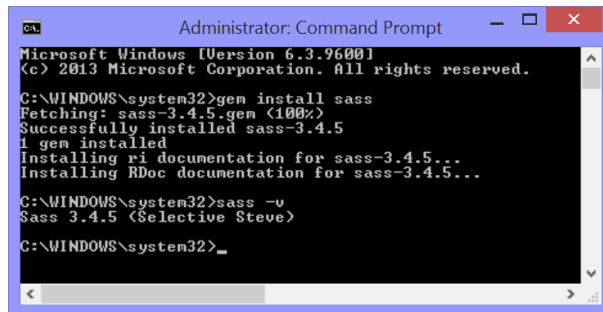 Administrator: Command Prompt
Microsoft Windows [Version 6.3.9600]
(c) 2013 Microsoft Corporation. All rights reserved.
C:\WINDOWS\system32>gem install sass
Fetching: sass-3.4.5.gem (100%)
Successfully installed sass-3.4.5
1 gem installed
Installing ri documentation for sass-3.4.5...
Installing RDoc documentation for sass-3.4.5...
C:\WINDOWS\system32>sass -v
Sass 3.4.5 (Selective Steve)
C:\WINDOWS\system32>_